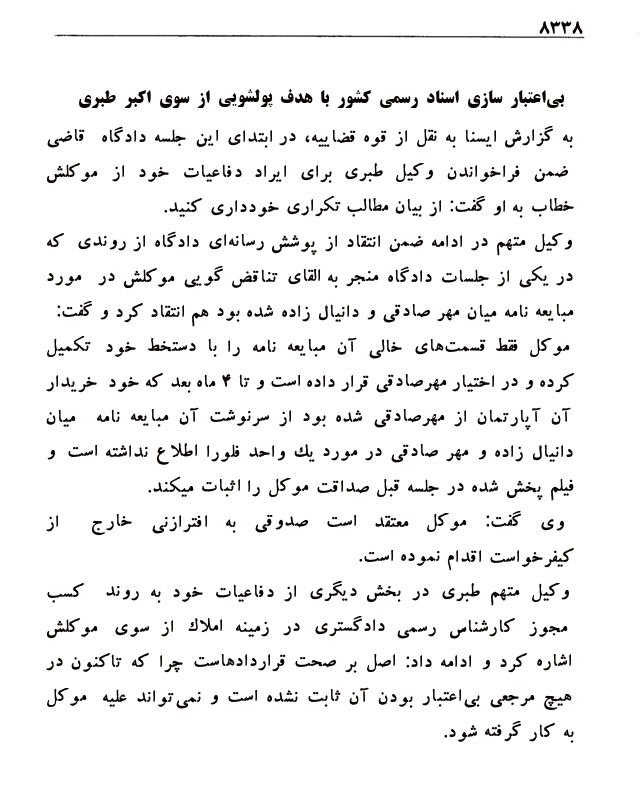 ۸۳۳۸
بی‌اعتبار سازی اسناد رسمی کشور با هدف پولشویی از سوی اکبر طبری
به گزارش ایسنا به نقل از قوه قضاییه، در ابتدای این جلسه دادگاه قاضی
ضمن فراخواندن وکیل طبری برای ایراد دفاعیات خود از موکلش
خطاب به او گفت: از بیان مطالب تکراری خودداری کنید.
وکیل متهم در ادامه ضمن انتقاد از پوشش رسانه‌ای دادگاه از روندی که
در یکی از جلسات دادگاه منجر به القای تناقض گویی موکلش در مورد
مبایعه نامه میان مهر صادقی و دانیال زاده شده بود هم انتقاد کرد و گفت:
موکل فقط قسمت‌های خالی آن مبایعه نامه را با دستخط خود تکمیل
کرده و در اختیار مهرصادقی قرار داده است و تا ۴ ماه بعد که خود خریدار
آن آپارتمان از مهرصادقی شده بود از سرنوشت آن مبایعه نامه میان
دانیال زاده و مهر صادقی در مورد یك واحد فلورا اطلاع نداشته است و
فیلم پخش شده در جلسه قبل صداقت موکل را اثبات میکند.
وی گفت: موکل معتقد است صدوقی به افترازنی خارج از
کیفرخواست اقدام نموده است.
وکیل متهم طبری در بخش دیگری از دفاعیات خود به روند کسب
مجوز کارشناس رسمی دادگستری در زمینه املاك از سوی موکلش
اشاره کرد و ادامه داد: اصل بر صحت قراردادهاست چرا که تاکنون در
هیچ مرجعی بی‌اعتبار بودن آن ثابت نشده است و نمی‌تواند علیه موکل
به کار گرفته شود.